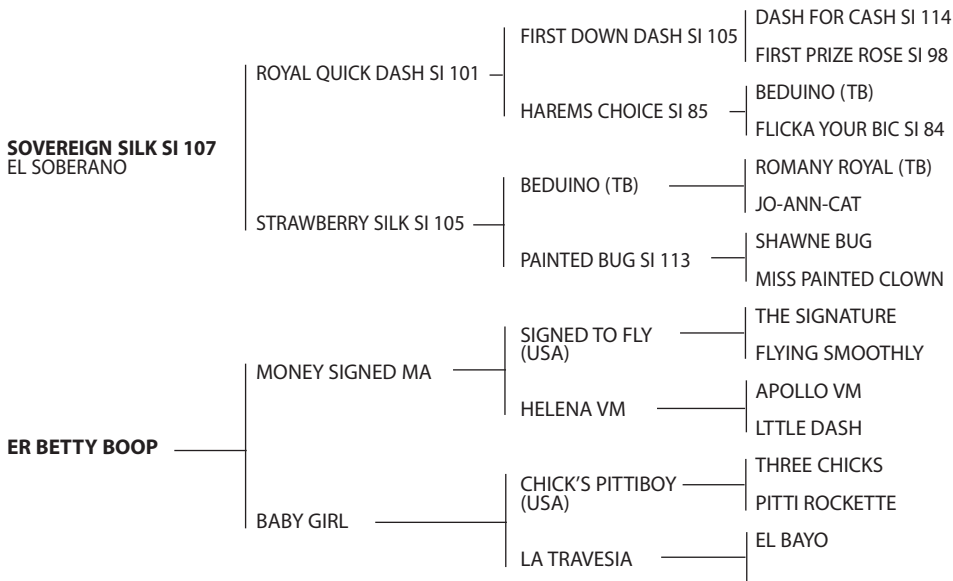 SOVEREIGN SILK SI 107
EL SOBERANO
ROYAL QUICK DASH SI 101
FIRST DOWN DASH SI 105
DASH FOR CASH SI 114
FIRST PRIZE ROSE SI 98
HAREMS CHOICE SI 85
BEDUINO (TB)
FLICKA YOUR BIC SI 84
STRAWBERRY SILK SI 105
BEDUINO (TB)
ROMANY ROYAL (TB)
JO-ANN-CAT
PAINTED BUG SI 113
SHAWNE BUG
MISS PAINTED CLOWN
ER BETTY BOOP
MONEY SIGNED MA
SIGNED TO FLY
(USA)
THE SIGNATURE
FLYING SMOOTHLY
HELENA VM
APOLLO VM
LTTLE DASH
BABY GIRL
CHICK'S PITTIBOY
(USA)
THREE CHICKS
PITTI ROCKETTE
LA TRAVESIA
EL BAYO